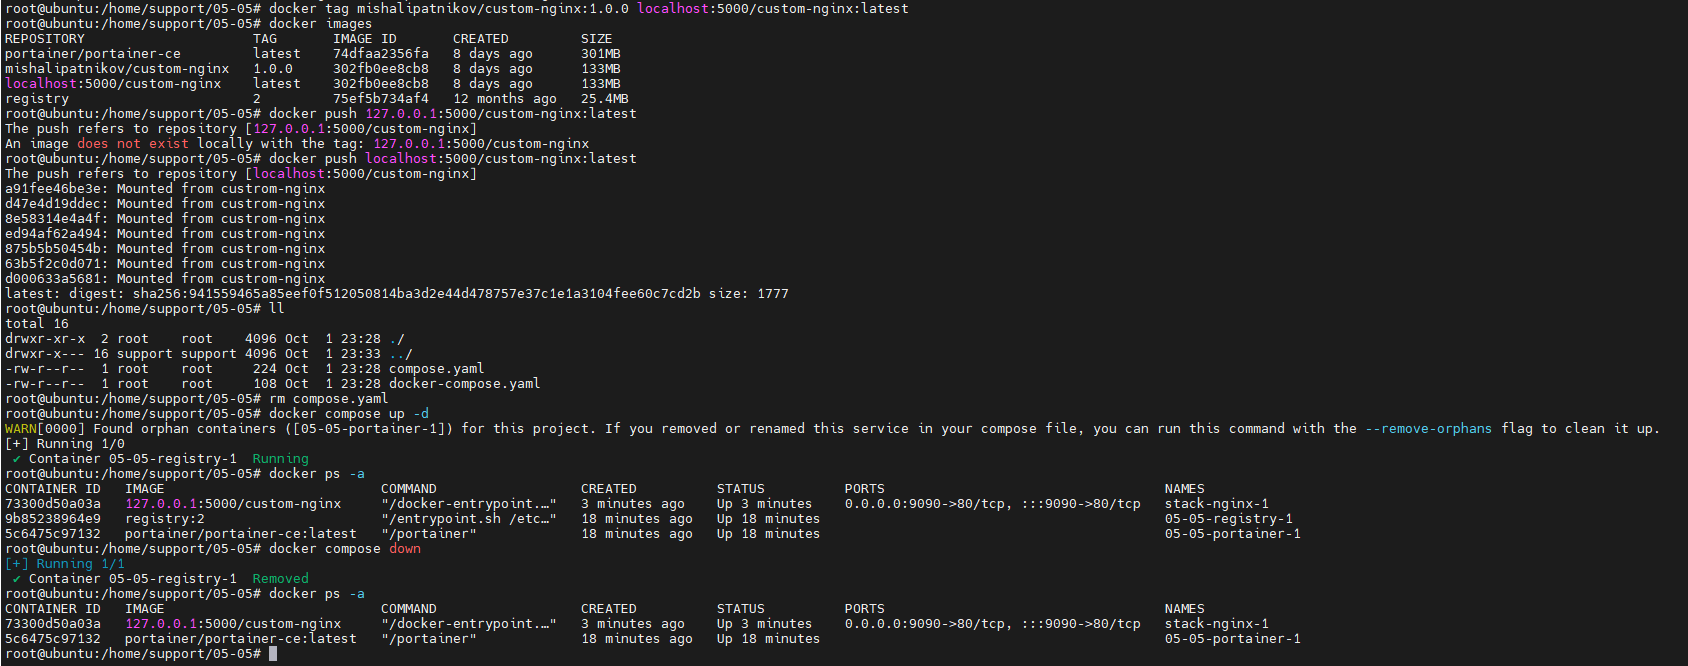 root@ubuntu:/home/support/05-05# docker tag mishalipatnikov/custom-nginx:1.0.0 localhost:5000/custom-nginx:latest
root@ubuntu:/home/support/05-05# docker images
REPOSITORY                     TAG       IMAGE ID       CREATED         SIZE
portainer/portainer-ce         latest    74dfaa2356fa   8 days ago      301MB
mishalipatnikov/custom-nginx   1.0.0     302fb0ee8cb8   8 days ago      133MB
localhost:5000/custom-nginx    latest    302fb0ee8cb8   8 days ago      133MB
registry                       2         75ef5b734af4   12 months ago   25.4MB
root@ubuntu:/home/support/05-05# docker push 127.0.0.1:5000/custom-nginx:latest
The push refers to repository [127.0.0.1:5000/custom-nginx]
An image does not exist locally with the tag: 127.0.0.1:5000/custom-nginx
root@ubuntu:/home/support/05-05# docker push localhost:5000/custom-nginx:latest
The push refers to repository [localhost:5000/custom-nginx]
a91fee46be3e: Mounted from custrom-nginx
d47e4d19ddec: Mounted from custrom-nginx
8e58314e4a4f: Mounted from custrom-nginx
ed94af62a494: Mounted from custrom-nginx
875b5b50454b: Mounted from custrom-nginx
63b5f2c0d071: Mounted from custrom-nginx
d000633a5681: Mounted from custrom-nginx
latest: digest: sha256:941559465a85eef0f512050814ba3d2e44d478757e37c1e1a3104fee60c7cd2b size: 1777
root@ubuntu:/home/support/05-05# ll
total 16
drwxr-xr-x  2 root    root    4096 Oct  1 23:28 ./
drwxr-x--- 16 support support 4096 Oct  1 23:33 ../
-rw-r--r--  1 root    root     224 Oct  1 23:28 compose.yaml
-rw-r--r--  1 root    root     108 Oct  1 23:28 docker-compose.yaml
root@ubuntu:/home/support/05-05# rm compose.yaml
root@ubuntu:/home/support/05-05# docker compose up -d
WARN[0000] Found orphan containers ([05-05-portainer-1]) for this project. If you removed or renamed this service in your compose file, you can run this command with the --remove-orphans flag to clean it up.
[+] Running 1/0
 ✔ Container 05-05-registry-1  Running
root@ubuntu:/home/support/05-05# docker ps -a
CONTAINER ID   IMAGE                           COMMAND                  CREATED          STATUS          PORTS                                   NAMES
73300d50a03a   127.0.0.1:5000/custom-nginx     "/docker-entrypoint.…"   3 minutes ago    Up 3 minutes    0.0.0.0:9090->80/tcp, :::9090->80/tcp   stack-nginx-1
9b85238964e9   registry:2                      "/entrypoint.sh /etc…"   18 minutes ago   Up 18 minutes                                           05-05-registry-1
5c6475c97132   portainer/portainer-ce:latest   "/portainer"             18 minutes ago   Up 18 minutes                                           05-05-portainer-1
root@ubuntu:/home/support/05-05# docker compose down
[+] Running 1/1
 ✔ Container 05-05-registry-1  Removed
root@ubuntu:/home/support/05-05# docker ps -a
CONTAINER ID   IMAGE                           COMMAND                  CREATED          STATUS          PORTS                                   NAMES
73300d50a03a   127.0.0.1:5000/custom-nginx     "/docker-entrypoint.…"   3 minutes ago    Up 3 minutes    0.0.0.0:9090->80/tcp, :::9090->80/tcp   stack-nginx-1
5c6475c97132   portainer/portainer-ce:latest   "/portainer"             18 minutes ago   Up 18 minutes                                           05-05-portainer-1
root@ubuntu:/home/support/05-05#